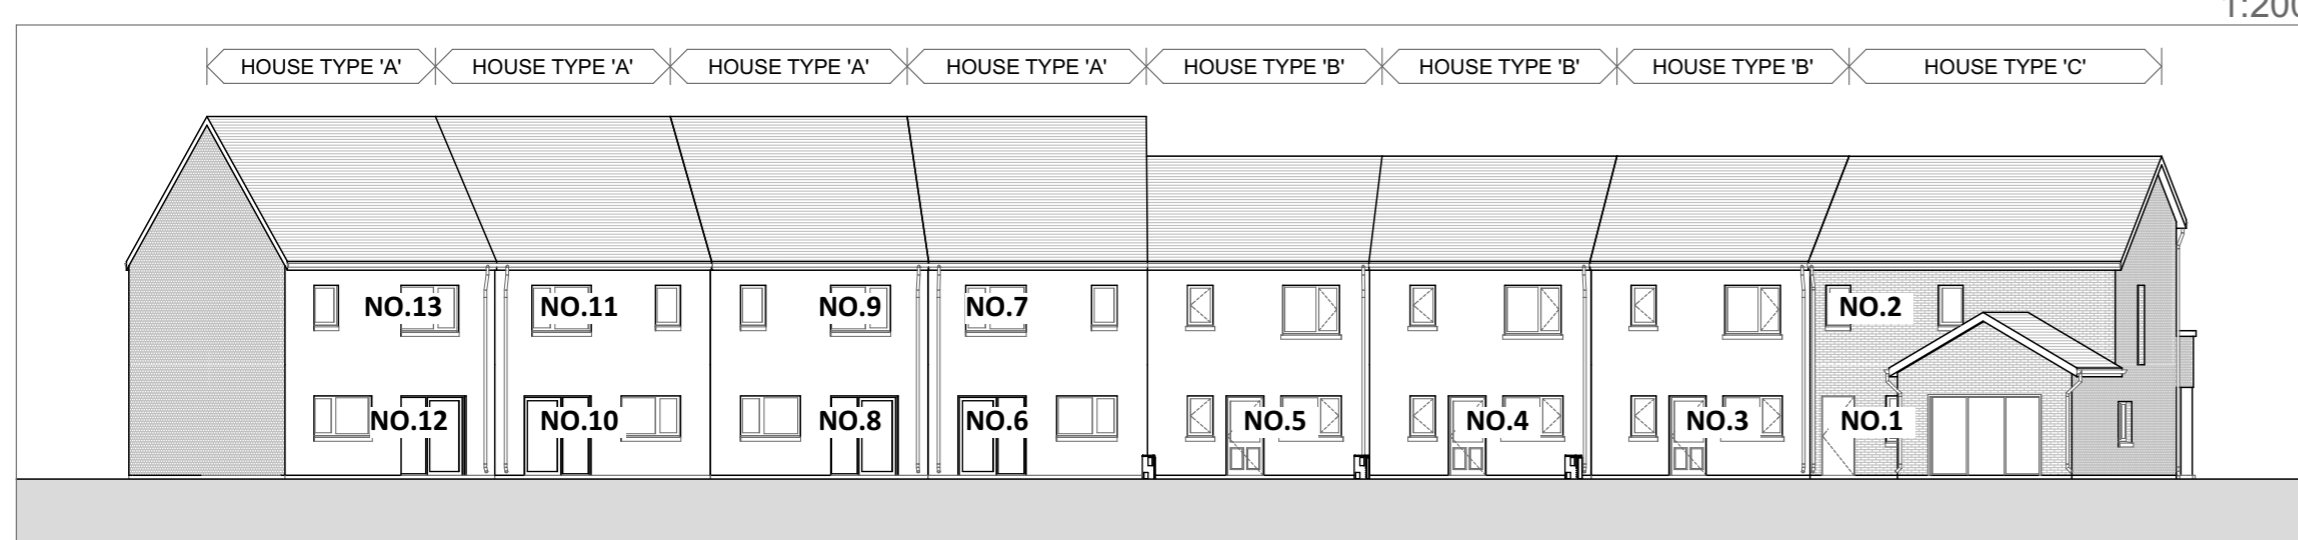 1:200
HOUSE TYPE 'A' HOUSE TYPE 'A' HOUSE TYPE 'A' HOUSE TYPE 'A' HOUSE TYPE 'B' HOUSE TYPE 'B' HOUSE TYPE 'B' HOUSE TYPE 'C'
NO.13 NO.11 NO.9 NO.7 NO.2
NO.12 NO.10 NO.8 NO.6 NO.5 NO.4 NO.3 NO.1